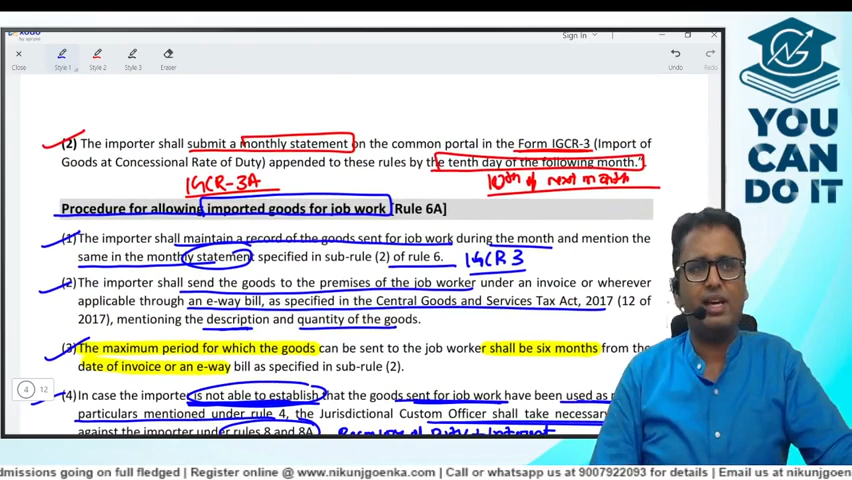 Sign In
Close
Style 1
Style 2
Style 3
Eraser
Undo
Redo
(2) The importer shall submit a monthly statement on the common portal in the Form IGCR-3 (Import of
Goods at Concessional Rate of Duty) appended to these rules by the tenth day of the following month."
IGCR-3A
10th of next month
Procedure for allowing imported goods for job work [Rule 6A]
(1) The importer shall maintain a record of the goods sent for job work during the month and mention the
same in the monthly statement specified in sub-rule (2) of rule 6.
IGCR 3
(2) The importer shall send the goods to the premises of the job worker under an invoice or wherever
applicable through an e-way bill, as specified in the Central Goods and Services Tax Act, 2017 (12 of
2017), mentioning the description and quantity of the goods.
(3) The maximum period for which the goods can be sent to the job worker shall be six months from the
date of invoice or an e-way bill as specified in sub-rule (2).
4 12
(4) In case the importer is not able to establish that the goods sent for job work have been used as
particulars mentioned under rule 4, the Jurisdictional Custom Officer shall take necessary
against the importer under rules 8 and 8A
YOU
CAN
DO IT
admissions going on full fledged | Register online @ www.nikunjgoenka.com | Call or whatsapp us at 9007922093 for details | Email us at nikunjgoe